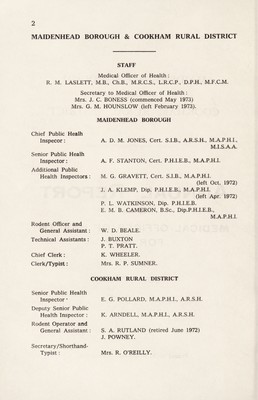 2
MAIDENHEAD BOROUGH & COOKHAM RURAL DISTRICT
STAFF
Medical Officer of Health :
R. M. LASLETT, M.B., Ch.B., M.R.C.S., L.R.C.P., D.P.H., M.F.C.M.
Secretary to Medical Officer of Health :
Mrs. J. C. BONESS (commenced May 1973)
Mrs. G. M. HOUNSLOW (left February 1973).
MAIDENHEAD BOROUGH
Chief Public Healh
Inspecor : A. D. M. JONES, Cert. S.I.B., A.R.S.H., M.A.P.H.I.,
M.I.S.A.A.
Senior Public Healh
Inspector : A. F. STANTON, Cert. P.H.I.E.B., M.A.P.H.I.
Additional Public
Health Inspectors : M. G. GRAVETT, Cert. S.I.B., M.A.P.H.I.
(left Oct, 1972)
J. A. KLEMP, Dip. P.H.I.E.B., M.A.P.H.I.
(left Apr. 1972)
P. L. WATKINSON, Dip. P.H.I.E.B.
E. M. B. CAMERON, B.Sc., Dip.P.H.I.E.B.,
M.A.P.H.I.
Rodent Officer and
General Assistant : W. D. BEALE.
Technical Assistants : J. BUXTON
P. T. PRATT.
Chief Clerk : K. WHEELER.
Clerk/Typist : Mrs. R. P. SUMNER.
COOKHAM RURAL DISTRICT
Senior Public Health
Inspector : E. G. POLLARD, M.A.P.H.I., A.R.S.H.
Deputy Senior Public
Health Inspector : K. ARNDELL, M.A.P.H.I., A.R.S.H.
Rodent Operator and
General Assistant : S. A. RUTLAND (retired June 1972)
J. POWNEY.
Secretary/Shorthand-
Typist : Mrs. R. O'REILLY.